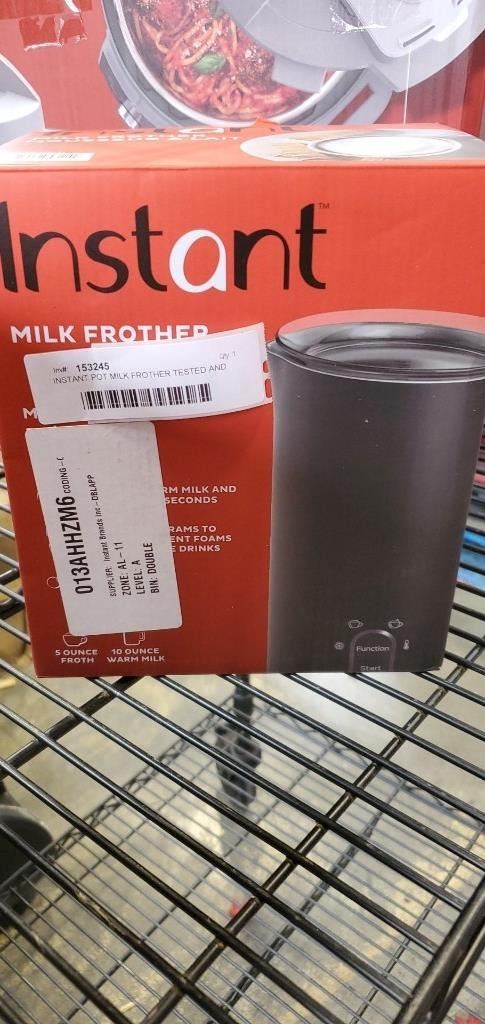 Instant™
MILK FROTHER
Inv#: 153245
Qty: 1
INSTANT POT MILK FROTHER TESTED AND
M
013AHHZM6 CODING -C
SUPPLIER: Instant Brands Inc - DBLAPP
ZONE: AL - 11
LEVEL: A
BIN: DOUBLE
RM MILK AND
SECONDS
RAMS TO
ENT FOAMS
E DRINKS
5 OUNCE
FROTH
10 OUNCE
WARM MILK
Function
Start